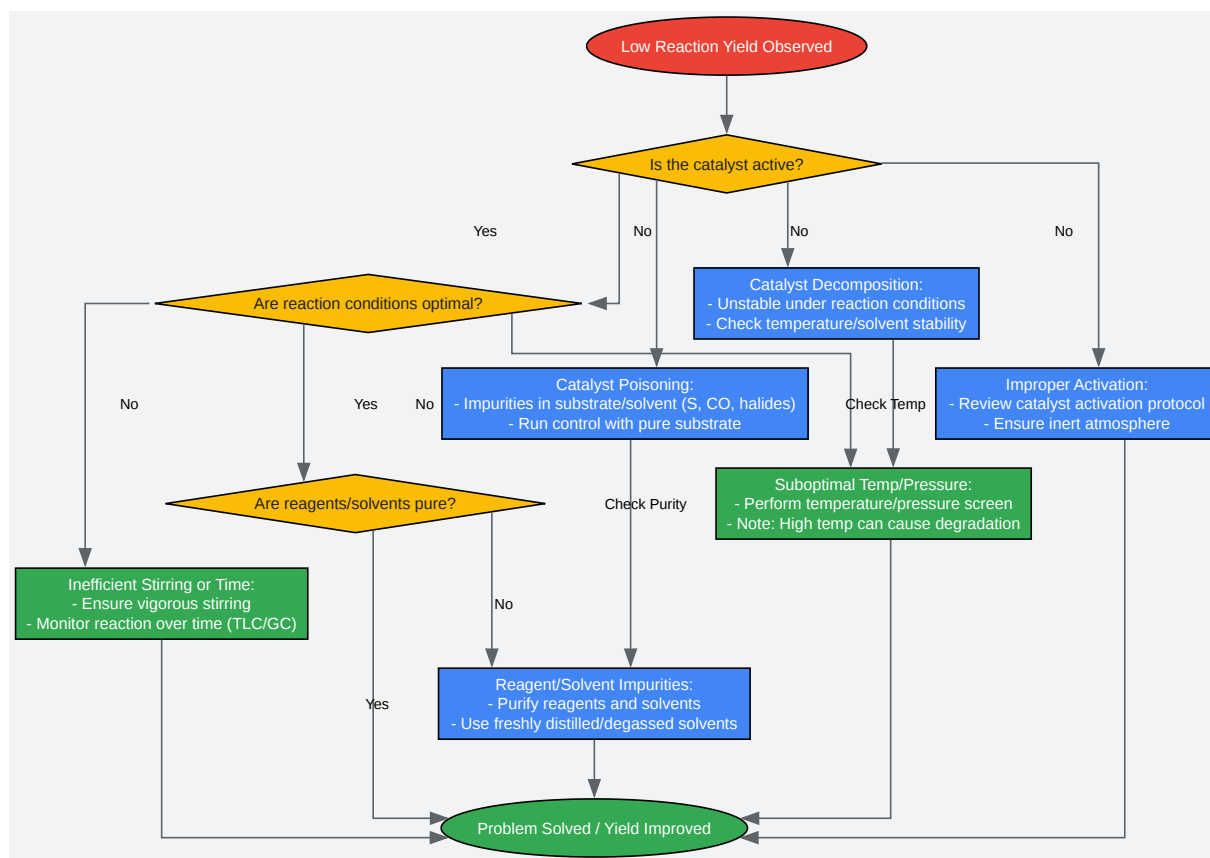 Low Reaction Yield Observed
Is the catalyst active?
Yes
No
No
No
Catalyst Decomposition:
- Unstable under reaction conditions
- Check temperature/solvent stability
Are reaction conditions optimal?
Catalyst Poisoning:
- Impurities in substrate/solvent (S, CO, halides)
- Run control with pure substrate
Improper Activation:
- Review catalyst activation protocol
- Ensure inert atmosphere
No
Yes
No
Check Temp
Are reagents/solvents pure?
Check Purity
Suboptimal Temp/Pressure:
- Perform temperature/pressure screen
- Note: High temp can cause degradation
Inefficient Stirring or Time:
- Ensure vigorous stirring
- Monitor reaction over time (TLC/GC)
No
Yes
Reagent/Solvent Impurities:
- Purify reagents and solvents
- Use freshly distilled/degassed solvents
Problem Solved / Yield Improved